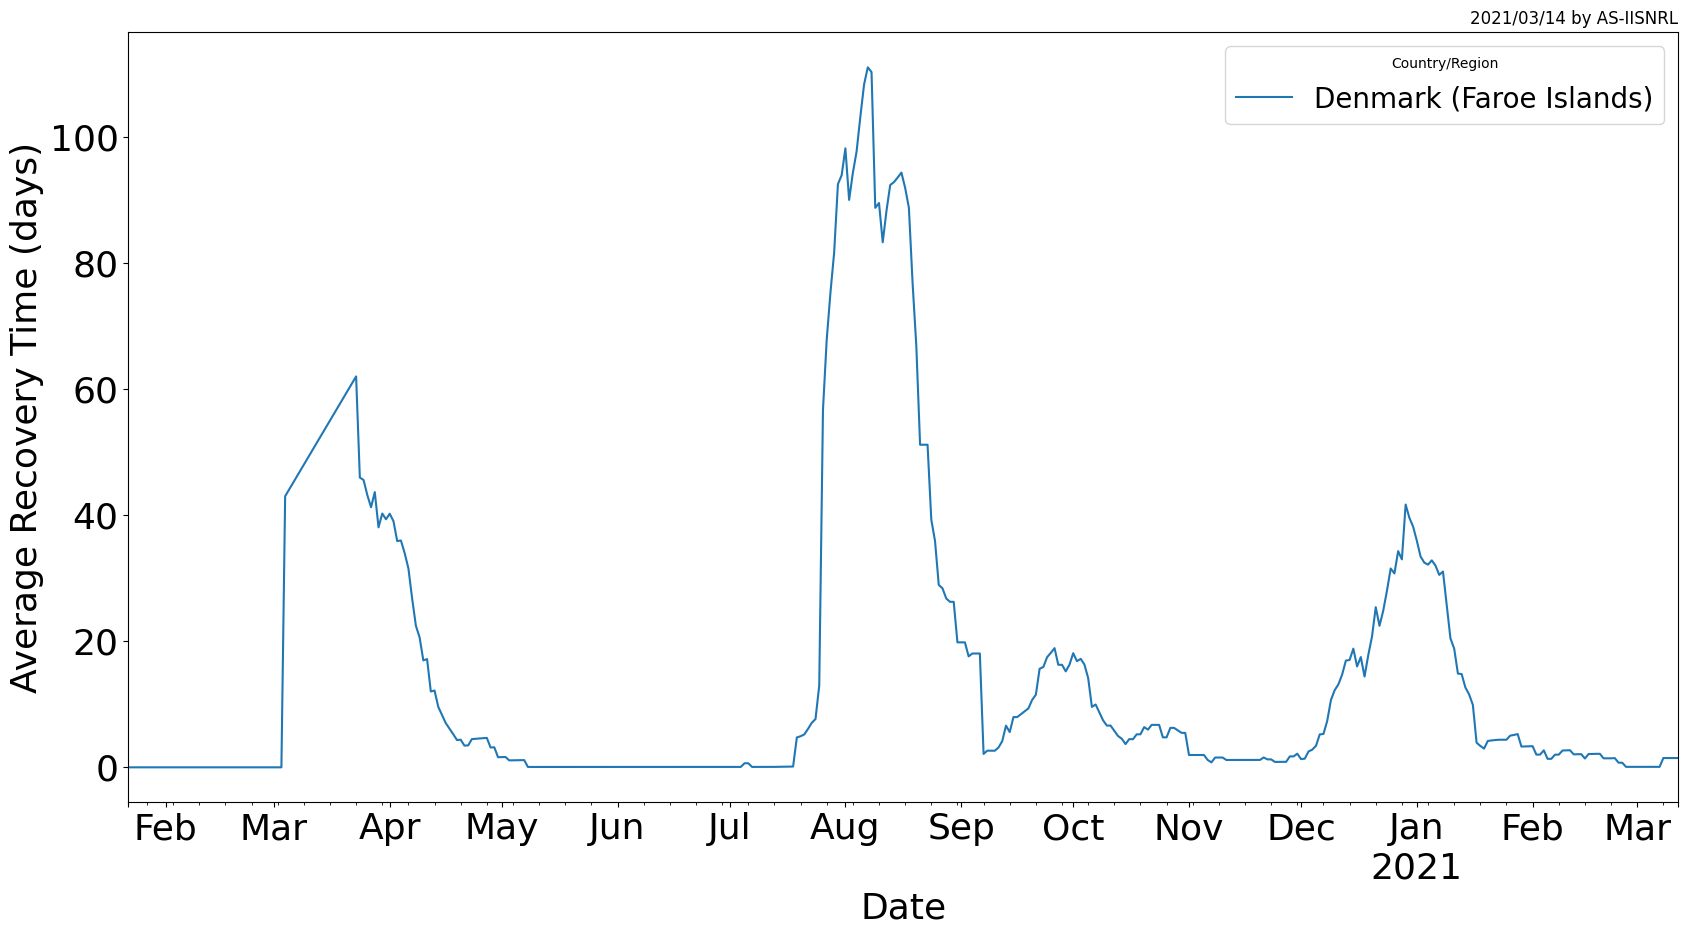 2021/03/14 by AS-IISNRL
Country/Region
Denmark (Faroe Islands)
Average Recovery Time (days)
100
80
60
40
20
0
Feb Mar Apr May Jun Jul Aug Sep Oct Nov Dec Jan Feb Mar
2021
Date